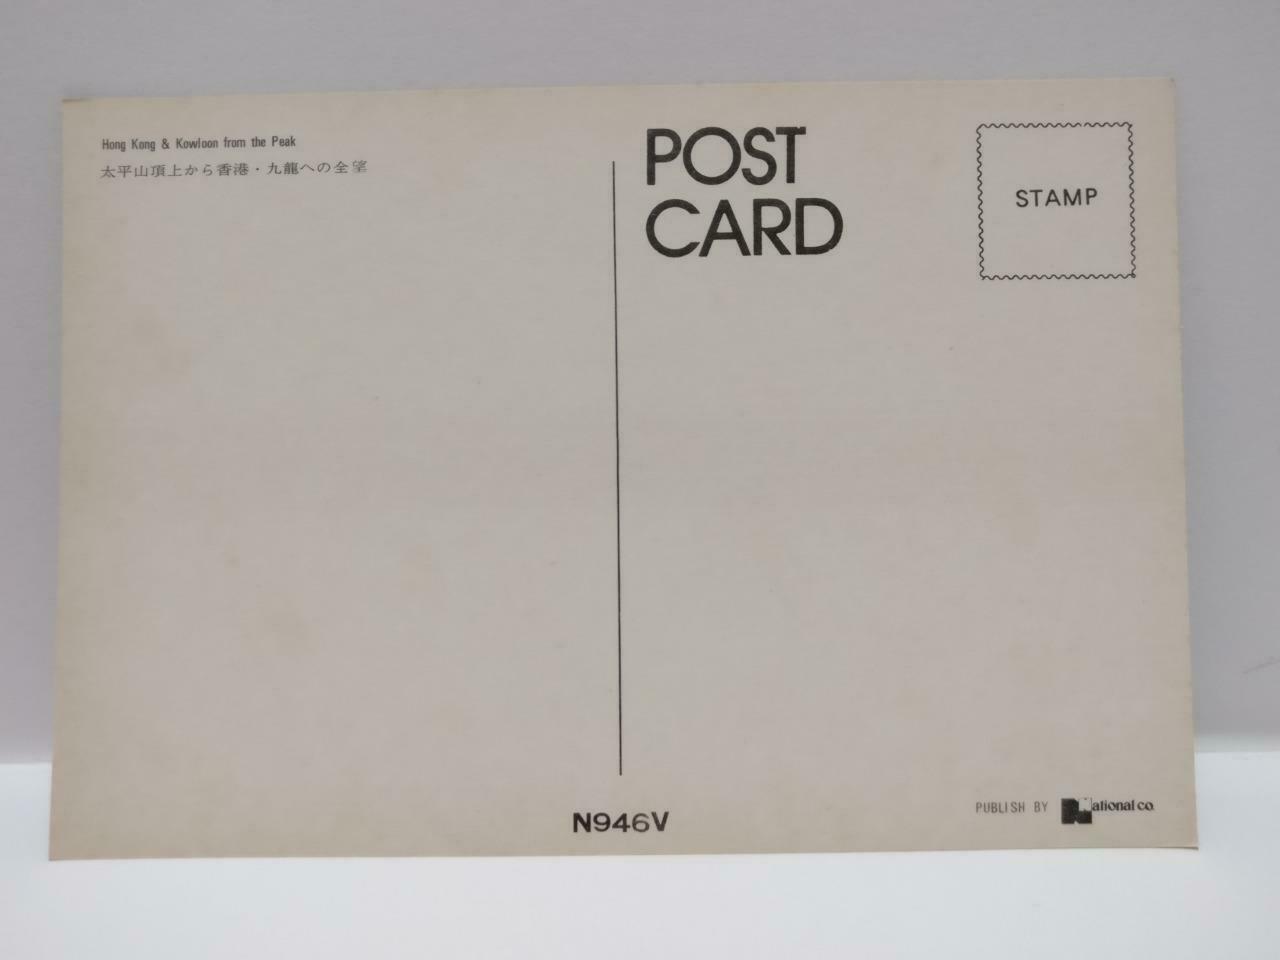 Hong Kong & Kowloon from the Peak
太平山頂上から香港・九龍への全望
POST
CARD
STAMP
N946V
PUBLISH BY National co.